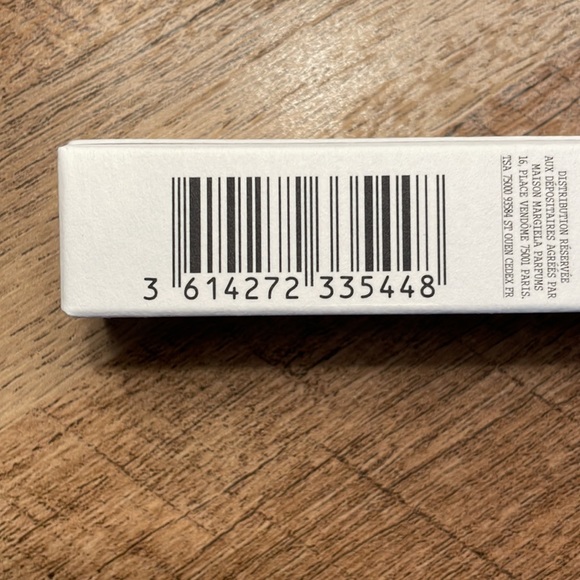 3 614272 335448
DISTRIBUTION RÉSERVÉE
AUX DÉPOSITAIRES AGRÉÉS PAR
MAISON MARGIELA PARFUMS
16, PLACE VENDÔME 75001 PARIS.
TSA 75000 93584 ST OUEN CEDEX FR